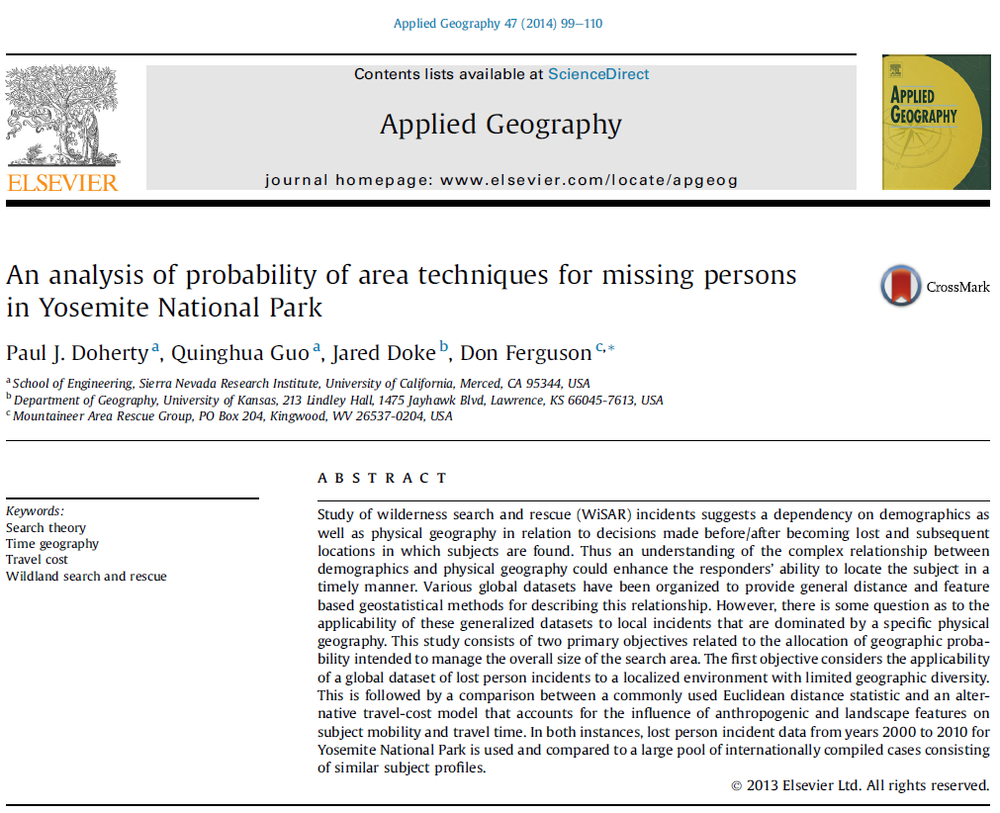 Applied Geography 47 (2014) 99–110
Contents lists available at ScienceDirect
Applied Geography
journal homepage: www.elsevier.com/locate/apgeog
ELSEVIER
APPLIED
GEOGRAPHY
An analysis of probability of area techniques for missing persons
in Yosemite National Park
CrossMark
Paul J. Doherty a, Quinghua Guo a, Jared Doke b, Don Ferguson c,*
a School of Engineering, Sierra Nevada Research Institute, University of California, Merced, CA 95344, USA
b Department of Geography, University of Kansas, 213 Lindley Hall, 1475 Jayhawk Blvd, Lawrence, KS 66045-7613, USA
c Mountaineer Area Rescue Group, PO Box 204, Kingwood, WV 26537-0204, USA
Keywords:
Search theory
Time geography
Travel cost
Wildland search and rescue
ABSTRACT
Study of wilderness search and rescue (WiSAR) incidents suggests a dependency on demographics as
well as physical geography in relation to decisions made before/after becoming lost and subsequent
locations in which subjects are found. Thus an understanding of the complex relationship between
demographics and physical geography could enhance the responders' ability to locate the subject in a
timely manner. Various global datasets have been organized to provide general distance and feature
based geostatistical methods for describing this relationship. However, there is some question as to the
applicability of these generalized datasets to local incidents that are dominated by a specific physical
geography. This study consists of two primary objectives related to the allocation of geographic proba-
bility intended to manage the overall size of the search area. The first objective considers the applicability
of a global dataset of lost person incidents to a localized environment with limited geographic diversity.
This is followed by a comparison between a commonly used Euclidean distance statistic and an alter-
native travel-cost model that accounts for the influence of anthropogenic and landscape features on
subject mobility and travel time. In both instances, lost person incident data from years 2000 to 2010 for
Yosemite National Park is used and compared to a large pool of internationally compiled cases consisting
of similar subject profiles.
© 2013 Elsevier Ltd. All rights reserved.